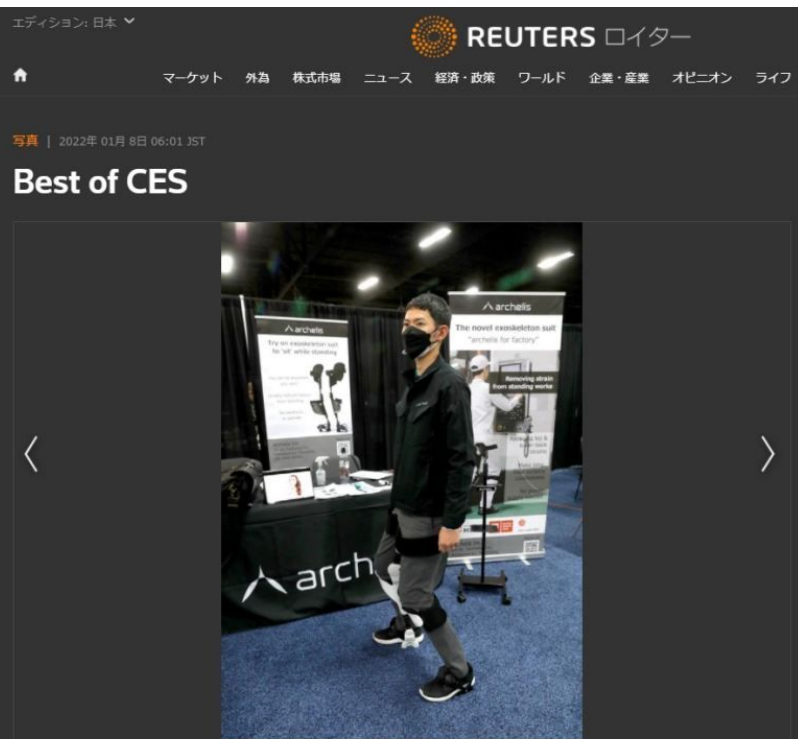 エディション: 日本
REUTERS ロイター
マーケット 外為 株式市場 ニュース 経済・政策 ワールド 企業・産業 オピニオン ライフ
写真 | 2022年 01月 8日 06:01 JST
Best of CES
archelis
Try an exoskeleton suit
to 'sit' while standing
archelis
The novel exoskeleton suit
"archelis for factory"
Removing strain
from standing works
arch